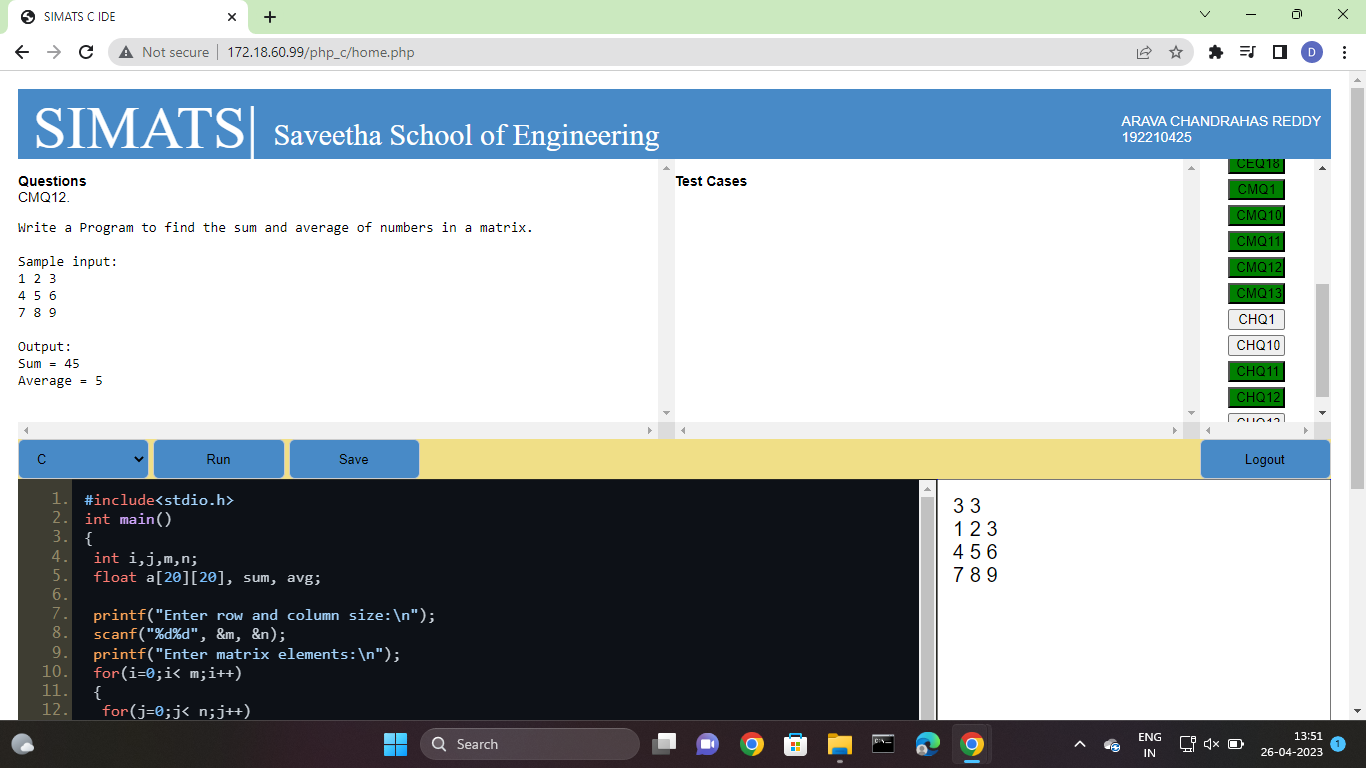 SIMATS C IDE
Not secure
172.18.60.99/php_c/home.php
D
SIMATS| Saveetha School of Engineering
ARAVA CHANDRAHAS REDDY
192210425
Questions
CMQ12.
Write a Program to find the sum and average of numbers in a matrix.
Sample input:
1 2 3
4 5 6
7 8 9
Output:
Sum = 45
Average = 5
Test Cases
CEQ18
CMQ1
CMQ10
CMQ11
CMQ12
CMQ13
CHQ1
CHQ10
CHQ11
CHQ12
C
Run
Save
Logout
1. #include<stdio.h>
2. int main()
3. {
4. int i,j,m,n;
5. float a[20][20], sum, avg;
6.
7. printf("Enter row and column size:\n");
8. scanf("%d%d", &m, &n);
9. printf("Enter matrix elements:\n");
10. for(i=0;i< m;i++)
11. {
12. for(j=0;j< n;j++)
3 3
1 2 3
4 5 6
7 8 9
Search
ENG
IN
13:51
26-04-2023
1